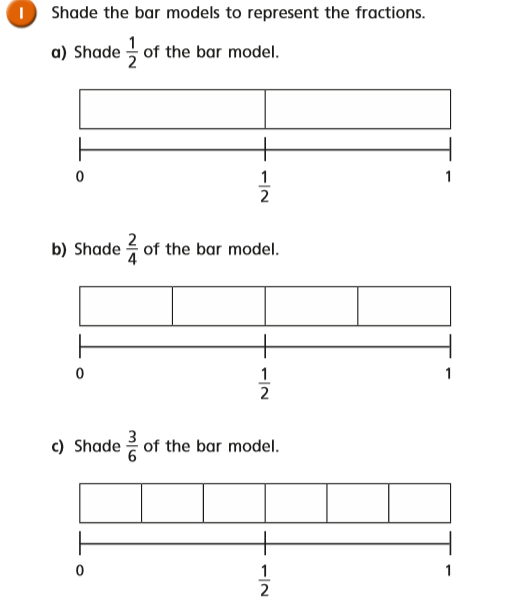 1 Shade the bar models to represent the fractions.
a) Shade 1/2 of the bar model.
0 1/2 1
b) Shade 2/4 of the bar model.
0 1/2 1
c) Shade 3/6 of the bar model.
0 1/2 1